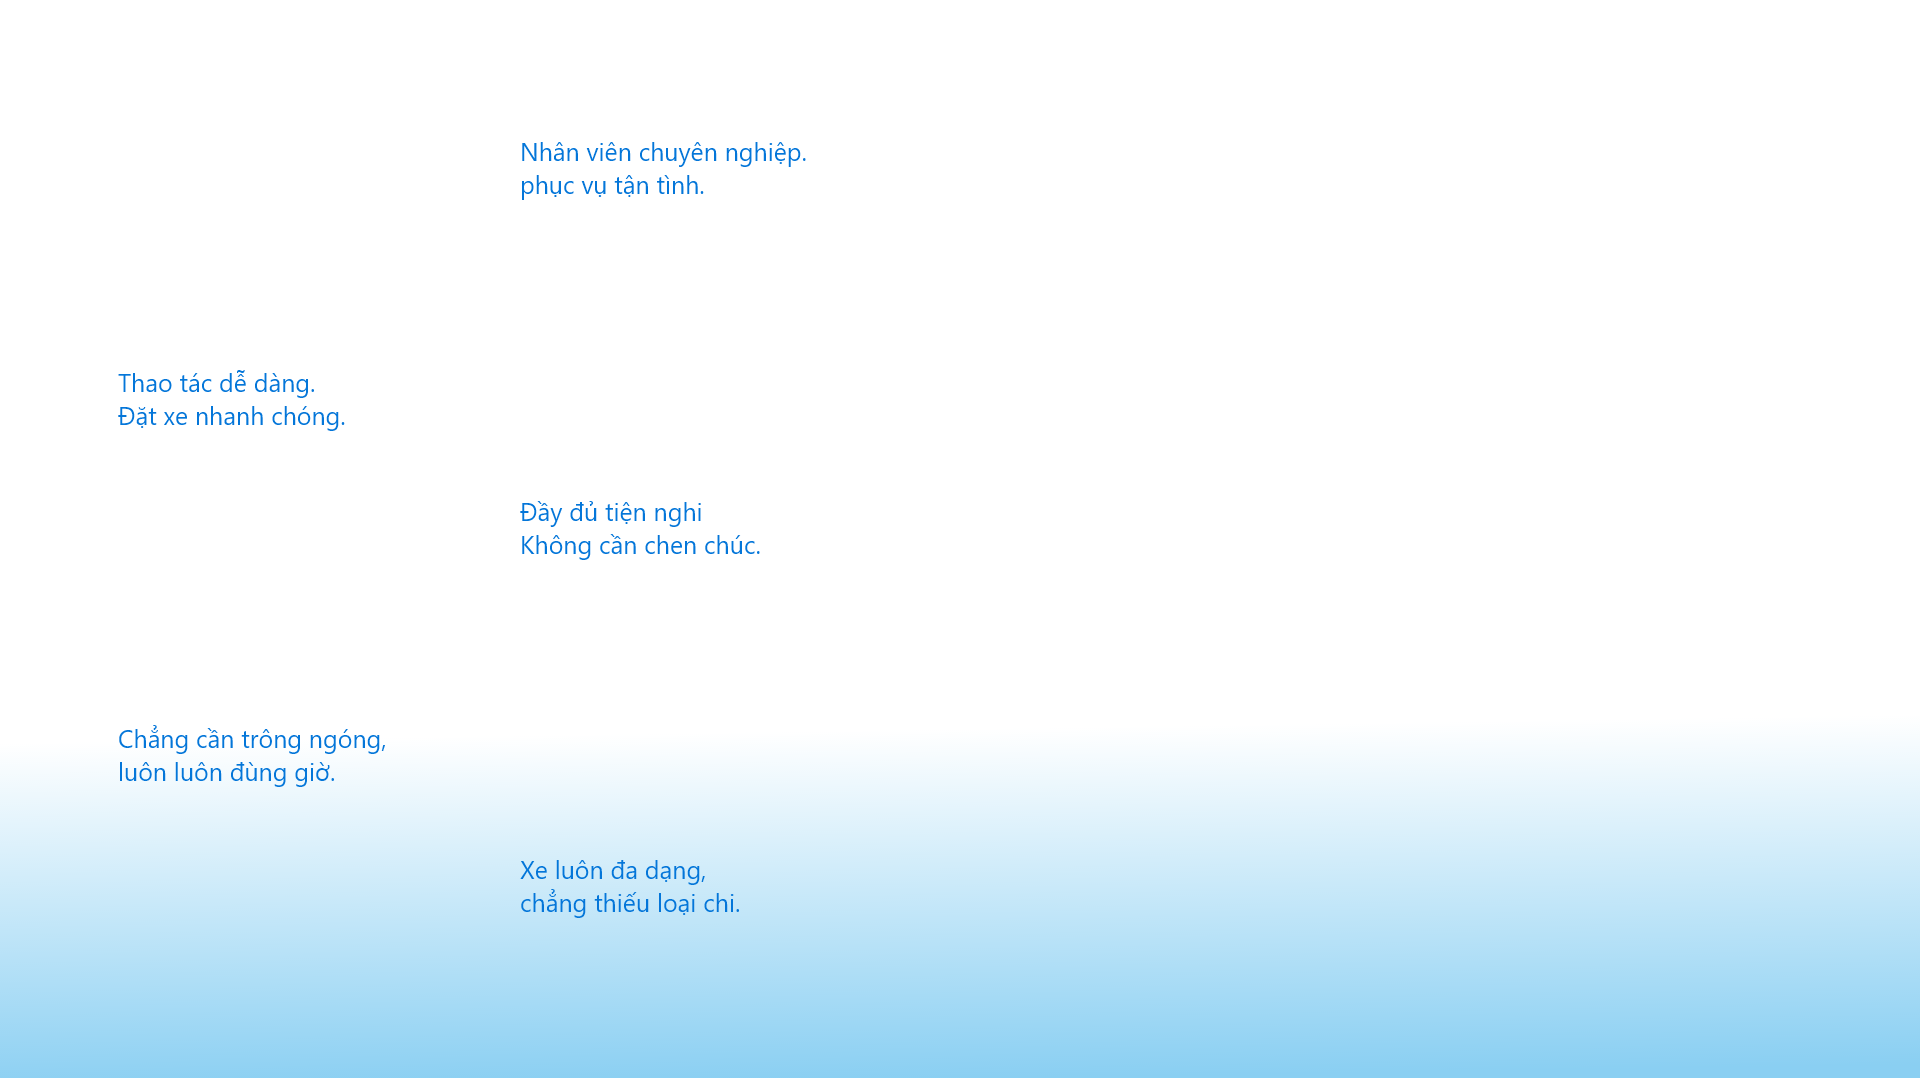 Nhân viên chuyên nghiệp.
phục vụ tận tình.
Thao tác dễ dàng.
Đặt xe nhanh chóng.
Đầy đủ tiện nghi
Không cần chen chúc.
Chẳng cần trông ngóng,
luôn luôn đùng giờ.
Xe luôn đa dạng,
chẳng thiếu loại chi.